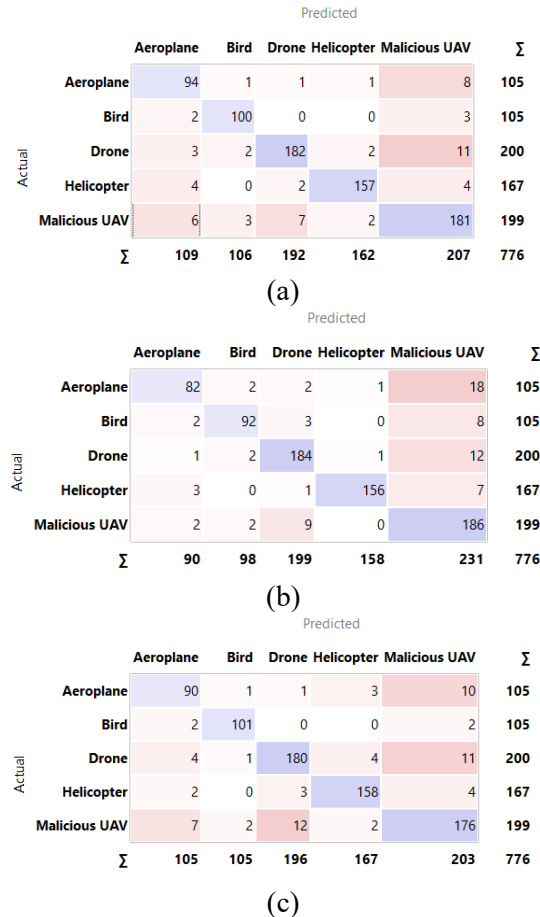 Predicted
Aeroplane Bird Drone Helicopter Malicious UAV Σ
Aeroplane 94 1 1 1 8 105
Bird 2 100 0 0 3 105
Drone 3 2 182 2 11 200
Helicopter 4 0 2 157 4 167
Malicious UAV 6 3 7 2 181 199
Σ 109 106 192 162 207 776
Actual
(a)
Predicted
Aeroplane Bird Drone Helicopter Malicious UAV Σ
Aeroplane 82 2 2 1 18 105
Bird 2 92 3 0 8 105
Drone 1 2 184 1 12 200
Helicopter 3 0 1 156 7 167
Malicious UAV 2 2 9 0 186 199
Σ 90 98 199 158 231 776
Actual
(b)
Predicted
Aeroplane Bird Drone Helicopter Malicious UAV Σ
Aeroplane 90 1 1 3 10 105
Bird 2 101 0 0 2 105
Drone 4 1 180 4 11 200
Helicopter 2 0 3 158 4 167
Malicious UAV 7 2 12 2 176 199
Σ 105 105 196 167 203 776
Actual
(c)